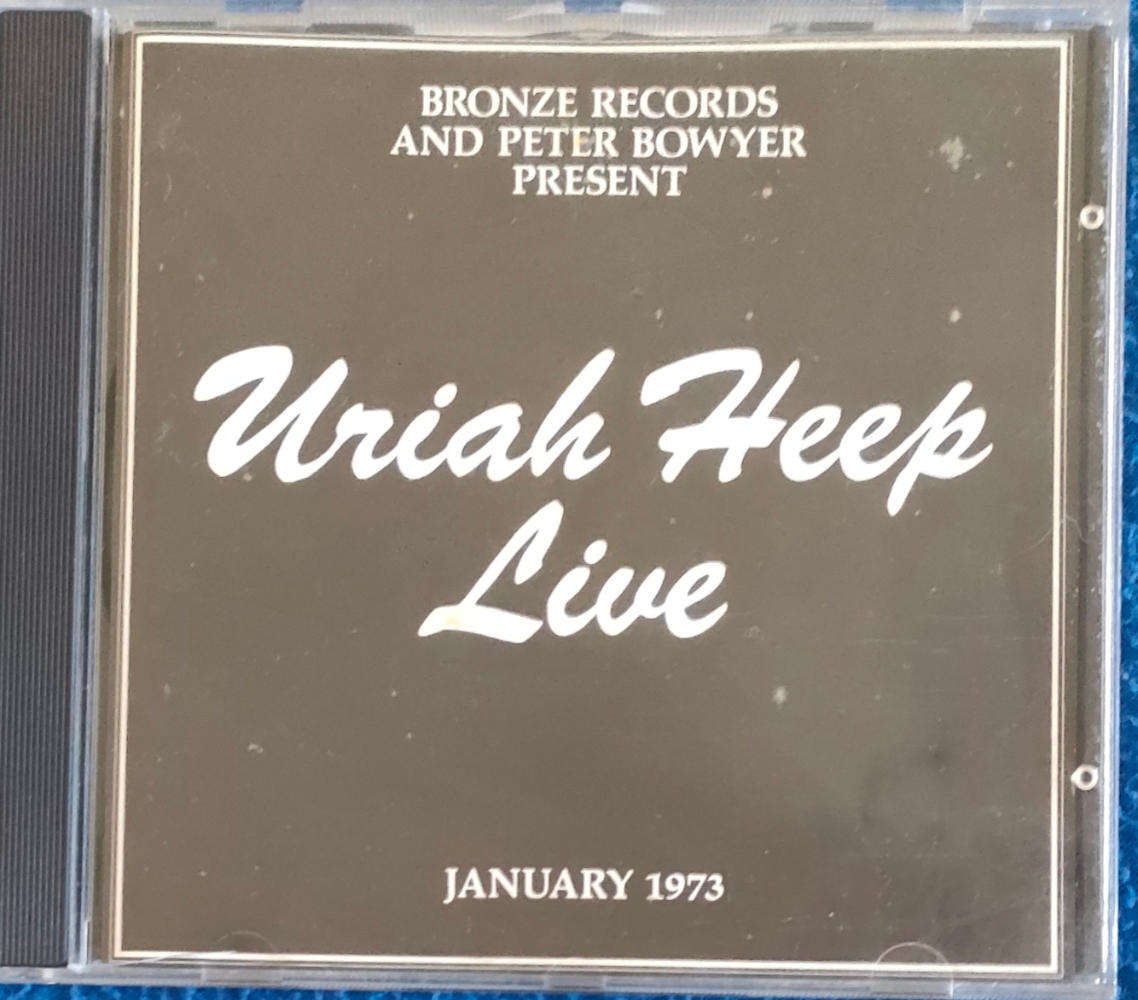 BRONZE RECORDS
AND PETER BOWYER
PRESENT
Uriah Heep
Live
JANUARY 1973